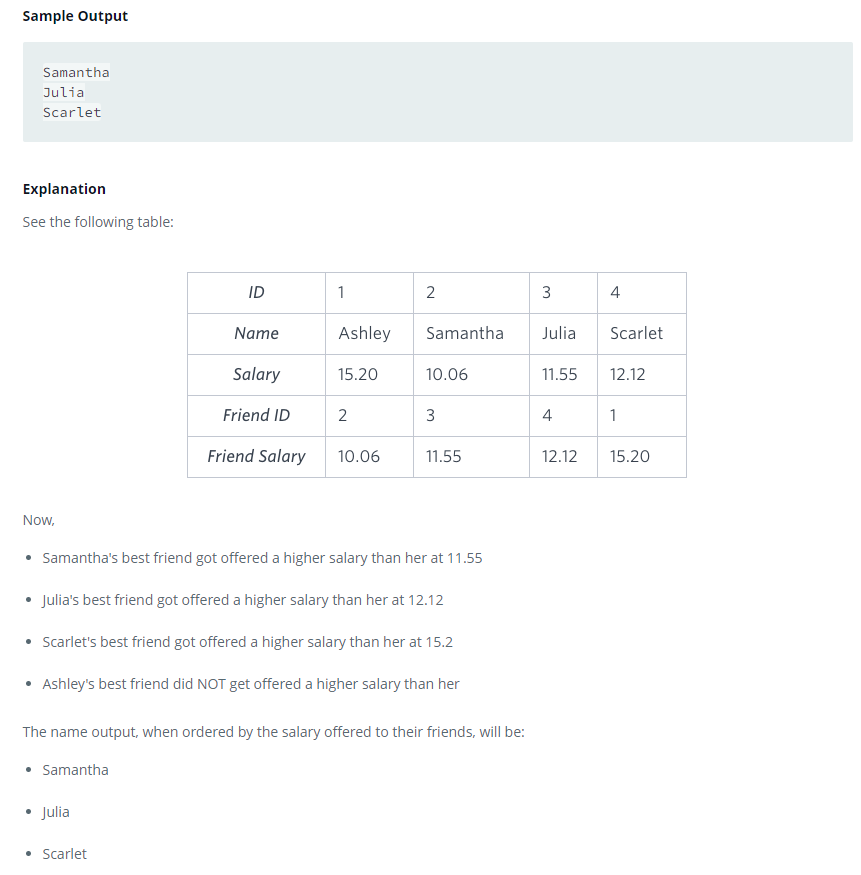 Sample Output
Samantha
Julia
Scarlet
Explanation
See the following table:
ID 1 2 3 4
Name Ashley Samantha Julia Scarlet
Salary 15.20 10.06 11.55 12.12
Friend ID 2 3 4 1
Friend Salary 10.06 11.55 12.12 15.20
Now,
• Samantha's best friend got offered a higher salary than her at 11.55
• Julia's best friend got offered a higher salary than her at 12.12
• Scarlet's best friend got offered a higher salary than her at 15.2
• Ashley's best friend did NOT get offered a higher salary than her
The name output, when ordered by the salary offered to their friends, will be:
• Samantha
• Julia
• Scarlet